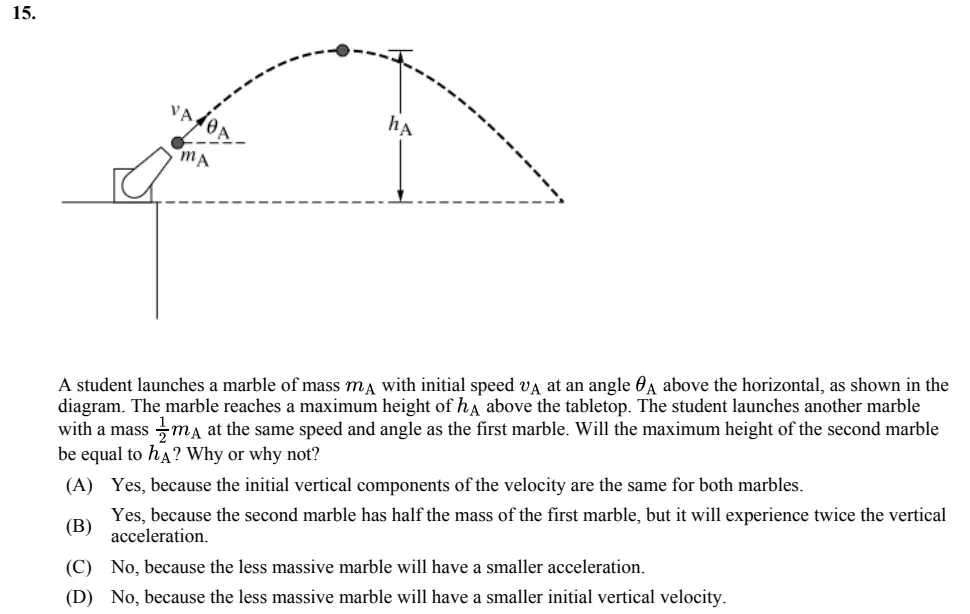 15.
vA
θA
mA
hA
A student launches a marble of mass mA with initial speed vA at an angle θA above the horizontal, as shown in the
diagram. The marble reaches a maximum height of hA above the tabletop. The student launches another marble
with a mass 1/2 mA at the same speed and angle as the first marble. Will the maximum height of the second marble
be equal to hA? Why or why not?
(A) Yes, because the initial vertical components of the velocity are the same for both marbles.
(B) Yes, because the second marble has half the mass of the first marble, but it will experience twice the vertical
acceleration.
(C) No, because the less massive marble will have a smaller acceleration.
(D) No, because the less massive marble will have a smaller initial vertical velocity.